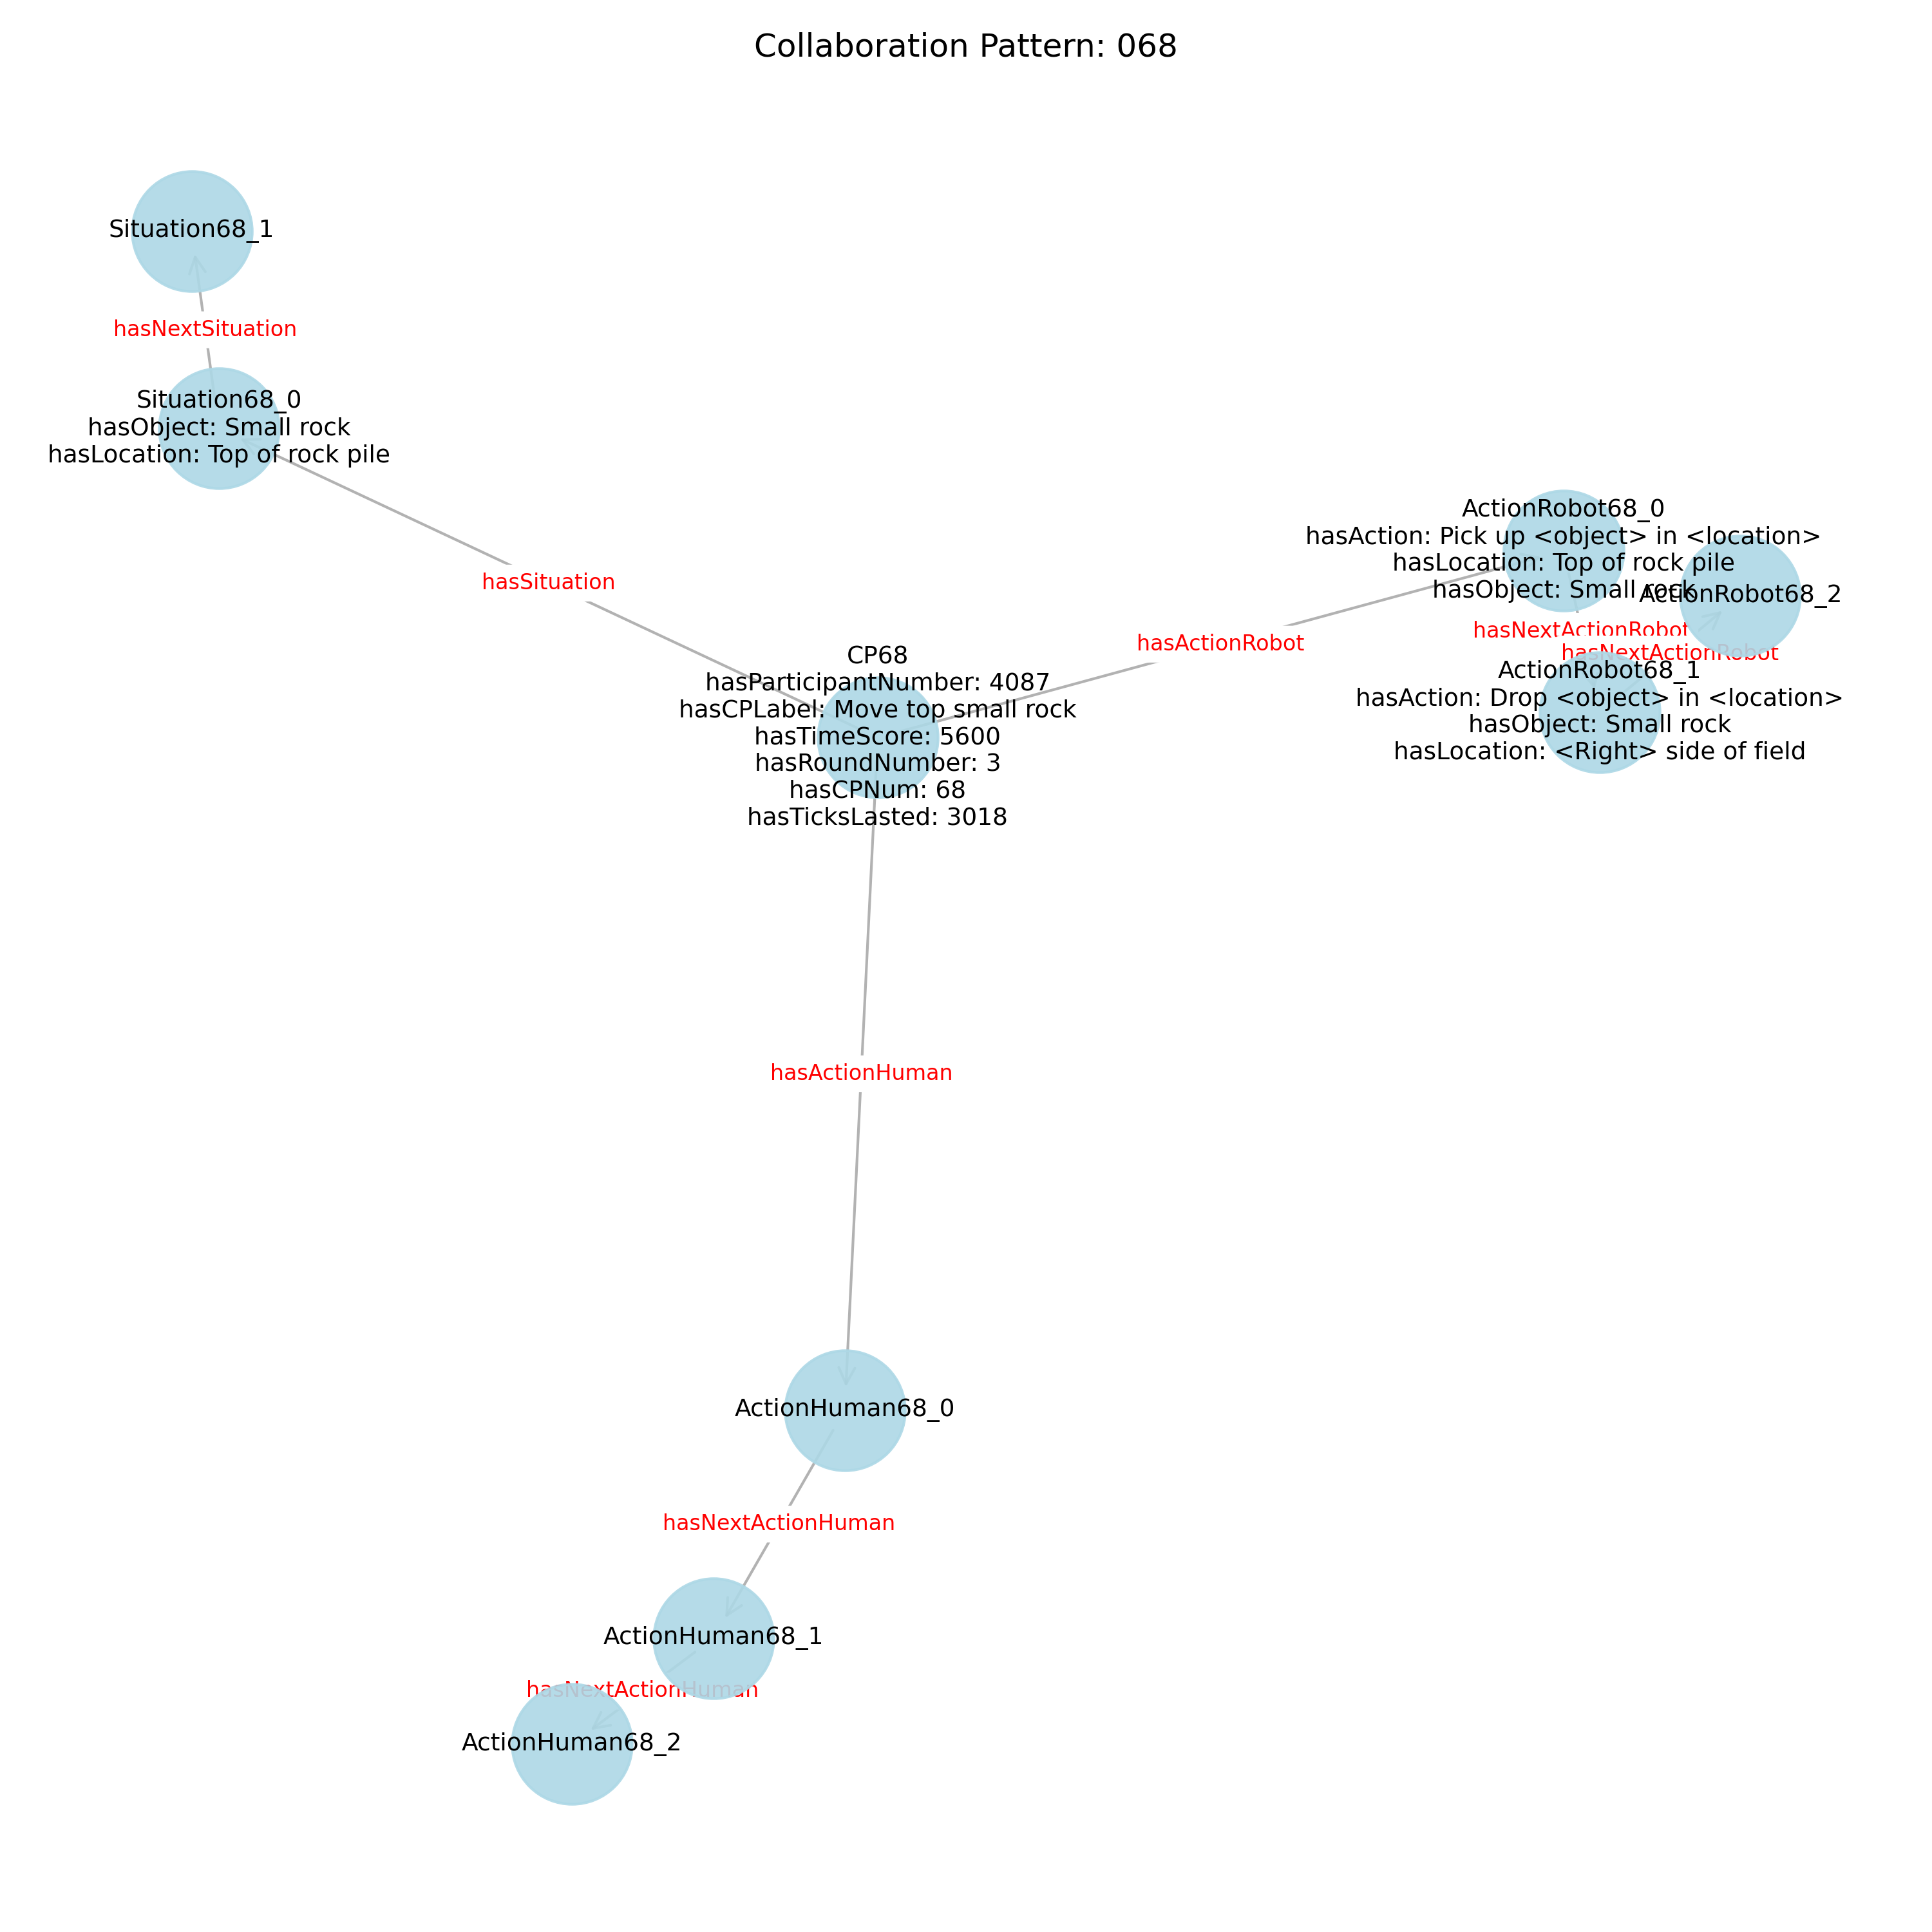 Collaboration Pattern: 068
Situation68_1
hasNextSituation
Situation68_0
hasObject: Small rock
hasLocation: Top of rock pile
hasSituation
ActionRobot68_0
hasAction: Pick up <object> in <location>
hasLocation: Top of rock pile
hasObject: Small rock
ActionRobot68_2
hasNextActionRobot
hasNextActionRobot
ActionRobot68_1
hasAction: Drop <object> in <location>
hasObject: Small rock
hasLocation: <Right> side of field
hasActionRobot
CP68
hasParticipantNumber: 4087
hasCPLabel: Move top small rock
hasTimeScore: 5600
hasRoundNumber: 3
hasCPNum: 68
hasTicksLasted: 3018
hasActionHuman
ActionHuman68_0
hasNextActionHuman
ActionHuman68_1
hasNextActionHuman
ActionHuman68_2